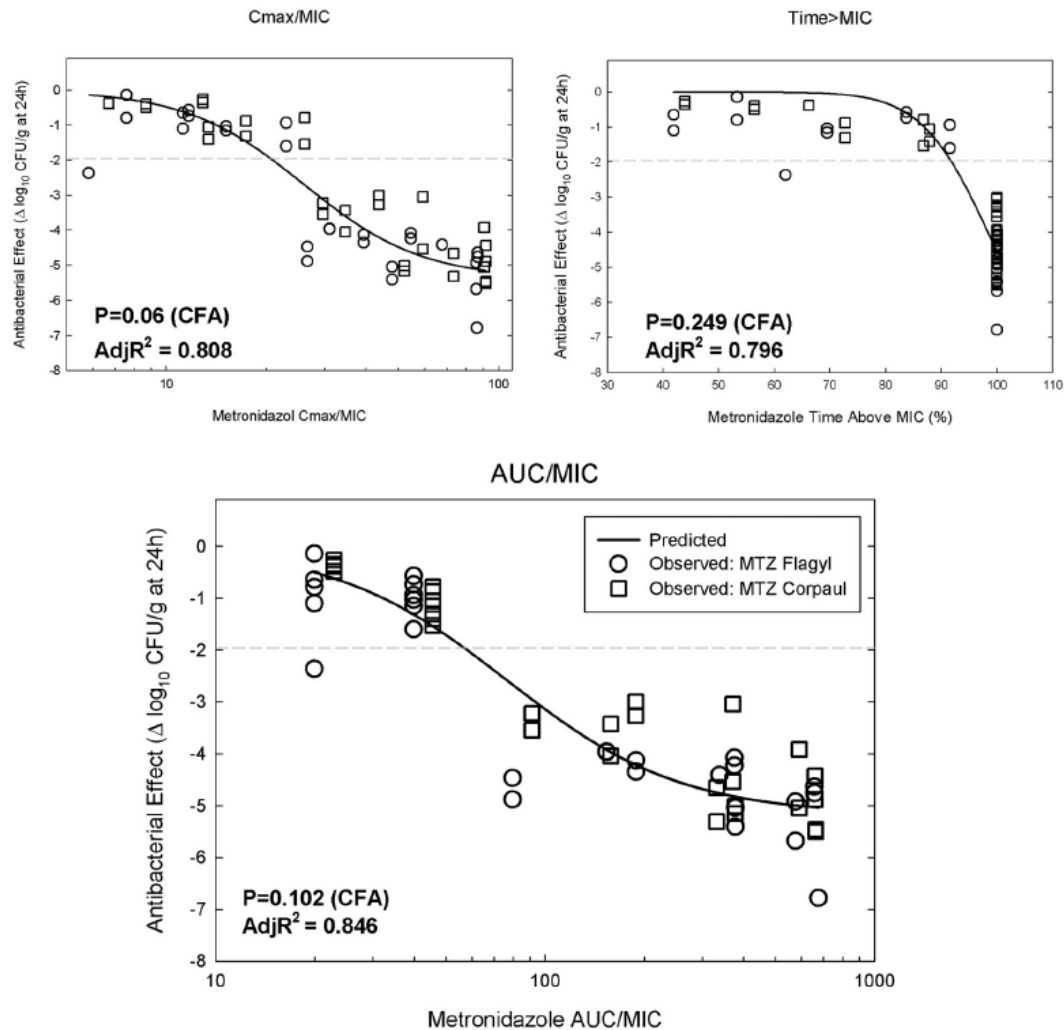 Cmax/MIC
Antibacterial Effect (Δ log10 CFU/g at 24h)
0
-1
-2
-3
-4
-5
-6
-7
-8
P=0.06 (CFA)
AdjR² = 0.808
10
100
Metronidazol Cmax/MIC
Time>MIC
Antibacterial Effect (Δ log10 CFU/g at 24h)
0
-1
-2
-3
-4
-5
-6
-7
-8
P=0.249 (CFA)
AdjR² = 0.796
30 40 50 60 70 80 90 100 110
Metronidazole Time Above MIC (%)
AUC/MIC
Antibacterial Effect (Δ log10 CFU/g at 24h)
0
-1
-2
-3
-4
-5
-6
-7
-8
Predicted
Observed: MTZ Flagyl
Observed: MTZ Corpaul
P=0.102 (CFA)
AdjR² = 0.846
10 100 1000
Metronidazole AUC/MIC